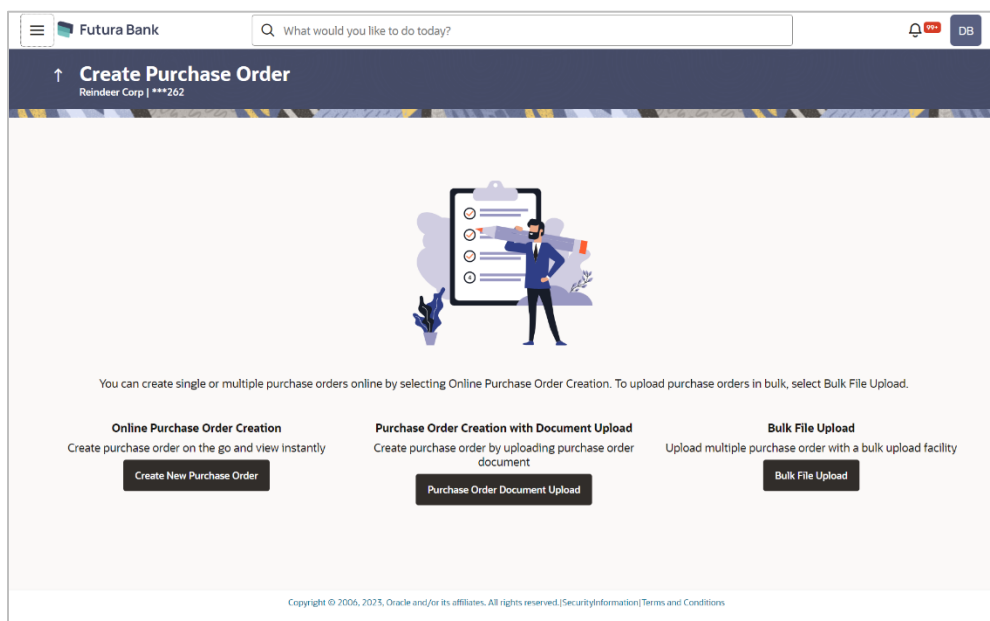 Futura Bank
What would you like to do today?
99+
DB
↑ Create Purchase Order
Reindeer Corp | ***262
4
You can create single or multiple purchase orders online by selecting Online Purchase Order Creation. To upload purchase orders in bulk, select Bulk File Upload.
Online Purchase Order Creation
Create purchase order on the go and view instantly
Create New Purchase Order
Purchase Order Creation with Document Upload
Create purchase order by uploading purchase order
document
Purchase Order Document Upload
Bulk File Upload
Upload multiple purchase order with a bulk upload facility
Bulk File Upload
Copyright © 2006, 2023, Oracle and/or its affiliates. All rights reserved.|SecurityInformation|Terms and Conditions